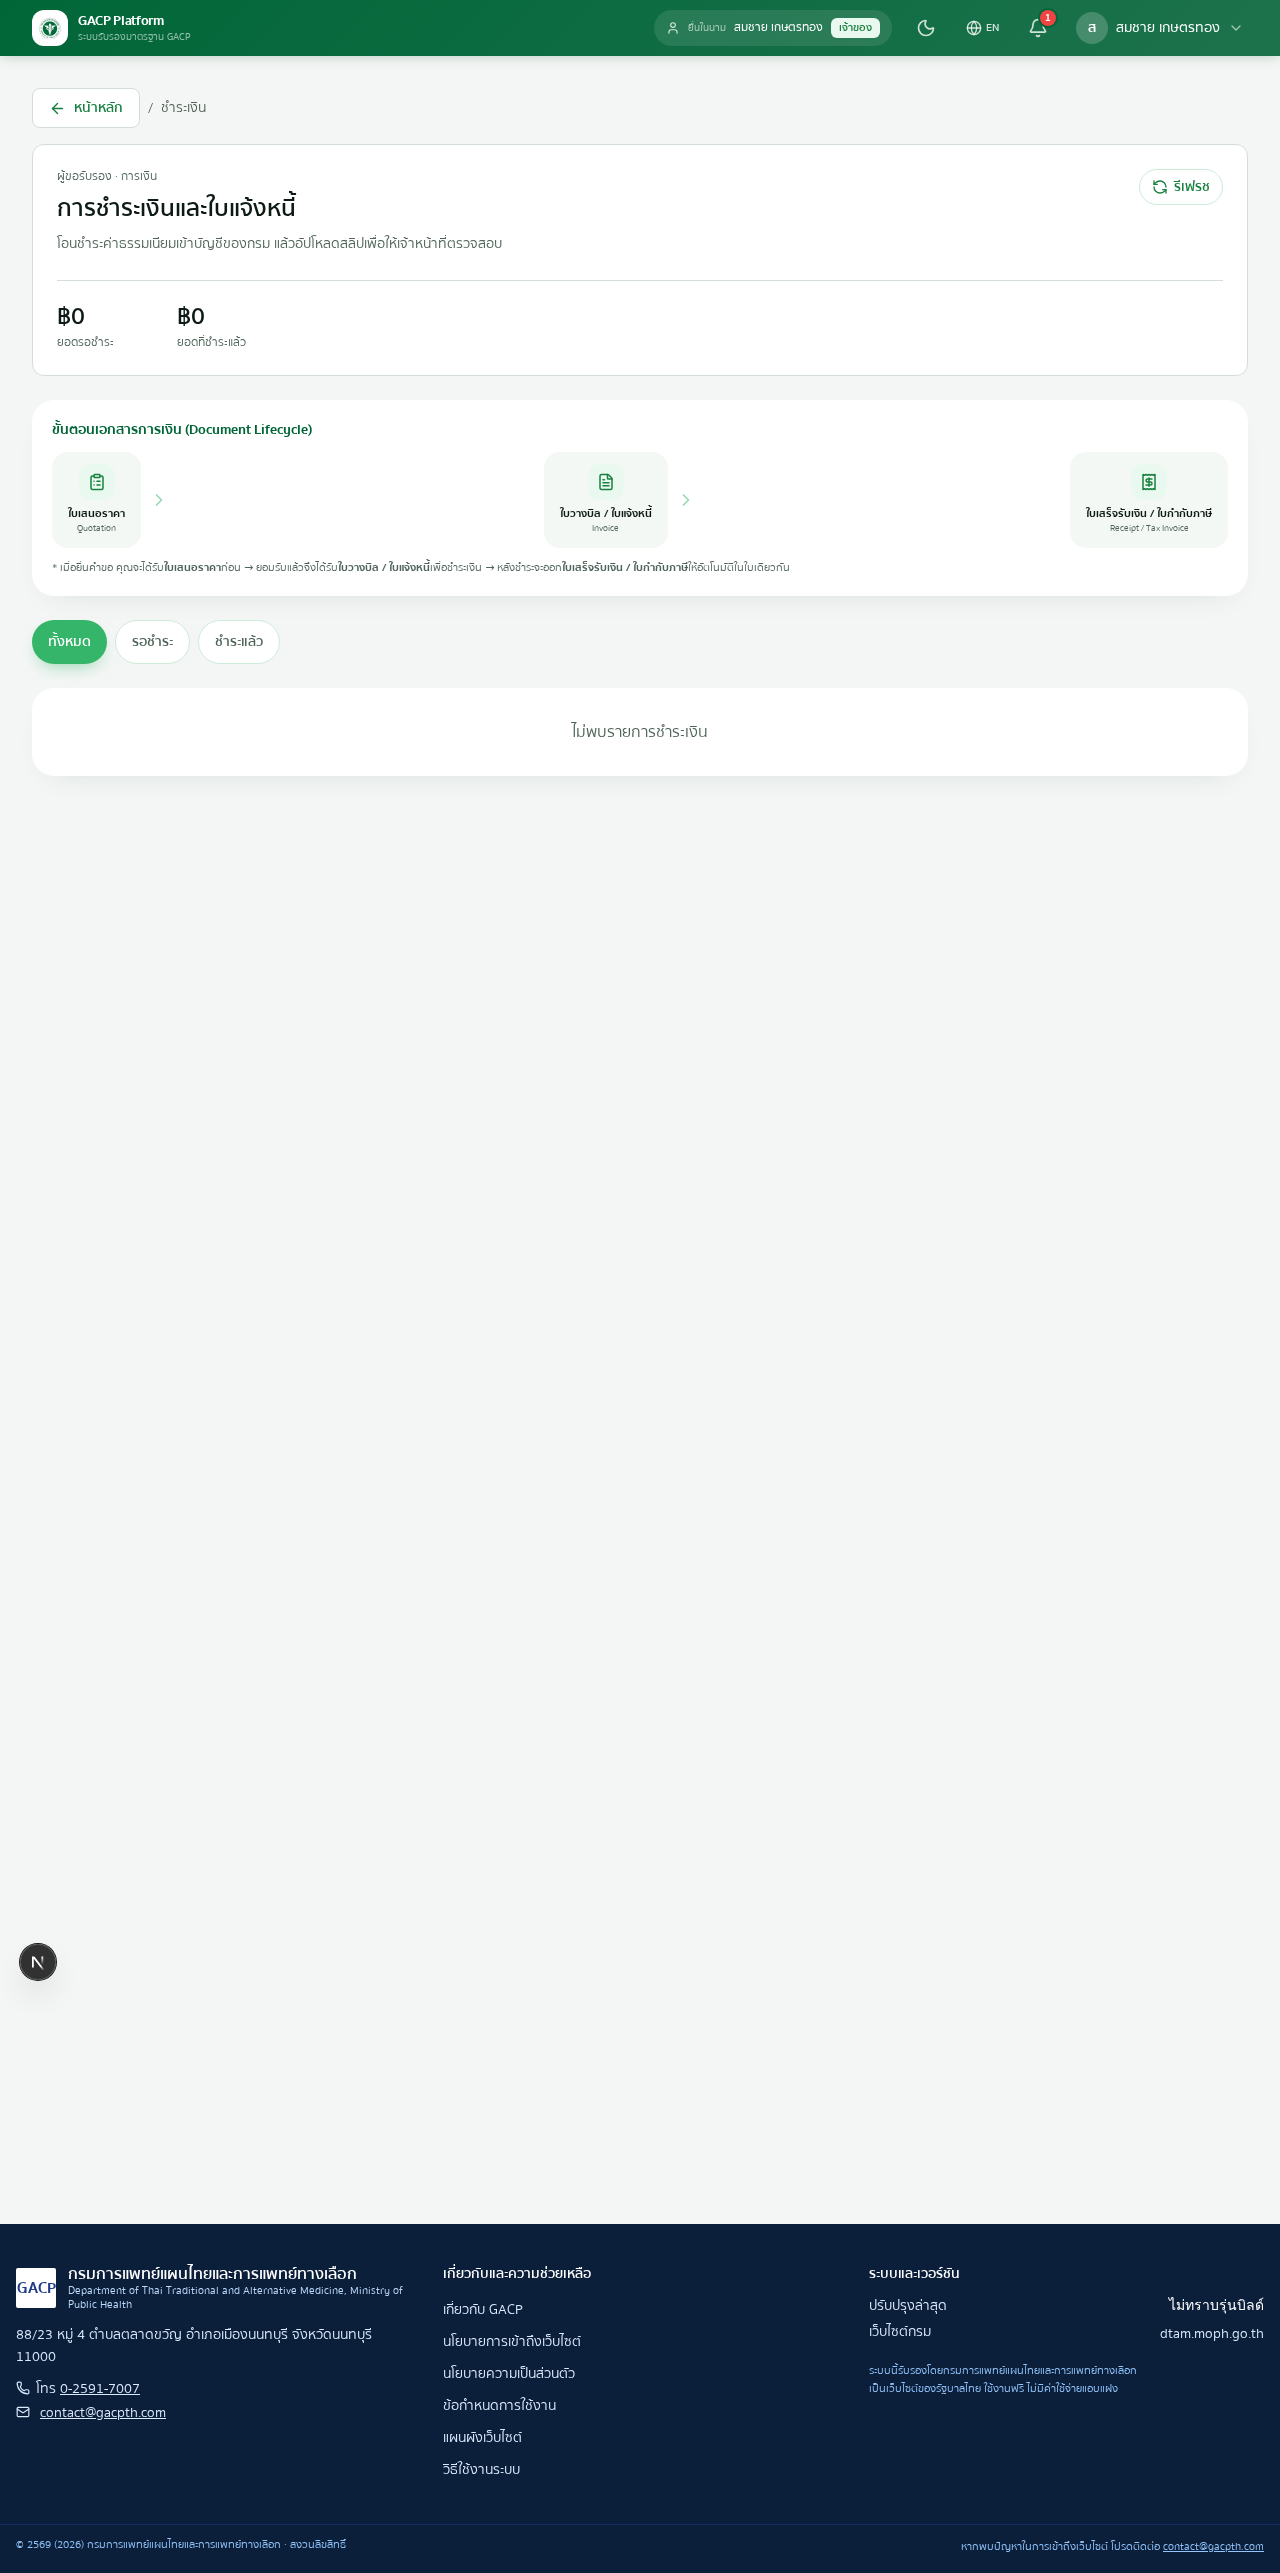 GACP Platform
ระบบรับรองมาตรฐาน GACP
ยื่นในนาม สมชาย เกษตรทอง เจ้าของ
EN
1
ส สมชาย เกษตรทอง
หน้าหลัก / ชำระเงิน
ผู้ขอรับรอง · การเงิน
การชำระเงินและใบแจ้งหนี้
โอนชำระค่าธรรมเนียมเข้าบัญชีของกรม แล้วอัปโหลดสลิปเพื่อให้เจ้าหน้าที่ตรวจสอบ
รีเฟรช
฿0
ยอดรอชำระ
฿0
ยอดที่ชำระแล้ว
ขั้นตอนเอกสารการเงิน (Document Lifecycle)
ใบเสนอราคา
Quotation
ใบวางบิล / ใบแจ้งหนี้
Invoice
ใบเสร็จรับเงิน / ใบกำกับภาษี
Receipt / Tax Invoice
* เมื่อยื่นคำขอ คุณจะได้รับใบเสนอราคาก่อน → ยอมรับแล้วจึงได้รับใบวางบิล / ใบแจ้งหนี้เพื่อชำระเงิน → หลังชำระจะออกใบเสร็จรับเงิน / ใบกำกับภาษีให้อัตโนมัติในใบเดียวกัน
ทั้งหมด
รอชำระ
ชำระแล้ว
ไม่พบรายการชำระเงิน
N
GACP
กรมการแพทย์แผนไทยและการแพทย์ทางเลือก
Department of Thai Traditional and Alternative Medicine, Ministry of
Public Health
88/23 หมู่ 4 ตำบลตลาดขวัญ อำเภอเมืองนนทบุรี จังหวัดนนทบุรี
11000
โทร 0-2591-7007
contact@gacpth.com
เกี่ยวกับและความช่วยเหลือ
เกี่ยวกับ GACP
นโยบายการเข้าถึงเว็บไซต์
นโยบายความเป็นส่วนตัว
ข้อกำหนดการใช้งาน
แผนผังเว็บไซต์
วิธีใช้งานระบบ
ระบบและเวอร์ชัน
ปรับปรุงล่าสุด ไม่ทราบรุ่นบิลด์
เว็บไซต์กรม dtam.moph.go.th
ระบบนี้รับรองโดยกรมการแพทย์แผนไทยและการแพทย์ทางเลือก
เป็นเว็บไซต์ของรัฐบาลไทย ใช้งานฟรี ไม่มีค่าใช้จ่ายแอบแฝง
© 2569 (2026) กรมการแพทย์แผนไทยและการแพทย์ทางเลือก · สงวนลิขสิทธิ์
หากพบปัญหาในการเข้าถึงเว็บไซต์ โปรดติดต่อ contact@gacpth.com